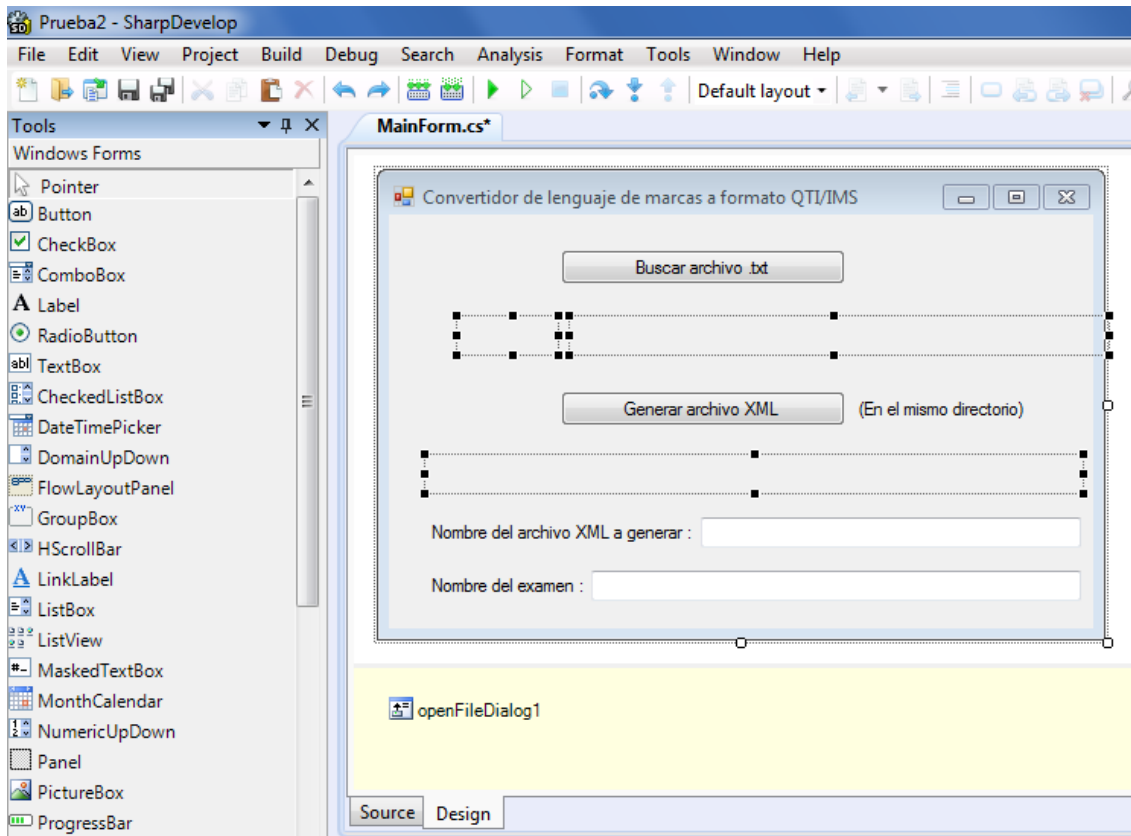 Prueba2 - SharpDevelop
File Edit View Project Build Debug Search Analysis Format Tools Window Help
Default layout
Tools
Windows Forms
Pointer
Button
CheckBox
ComboBox
Label
RadioButton
TextBox
CheckedListBox
DateTimePicker
DomainUpDown
FlowLayoutPanel
GroupBox
HScrollBar
LinkLabel
ListBox
ListView
MaskedTextBox
MonthCalendar
NumericUpDown
Panel
PictureBox
ProgressBar
MainForm.cs*
Convertidor de lenguaje de marcas a formato QTI/IMS
Buscar archivo .txt
Generar archivo XML (En el mismo directorio)
Nombre del archivo XML a generar :
Nombre del examen :
openFileDialog1
Source Design